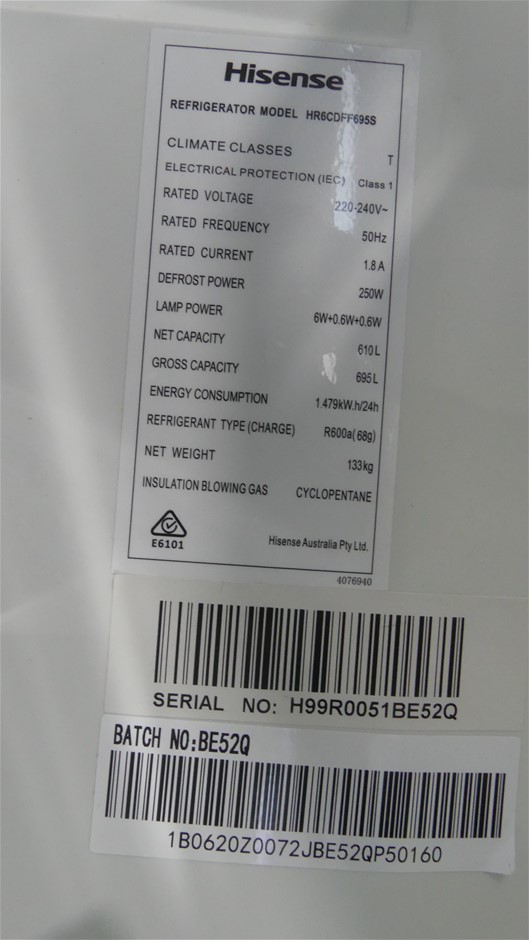 Hisense
REFRIGERATOR MODEL HR6CDFF695S
CLIMATE CLASSES T
ELECTRICAL PROTECTION (IEC) Class 1
RATED VOLTAGE 220-240V~
RATED FREQUENCY 50Hz
RATED CURRENT 1.8 A
DEFROST POWER 250W
LAMP POWER 6W+0.6W+0.6W
NET CAPACITY 610 L
GROSS CAPACITY 695 L
ENERGY CONSUMPTION 1.479kW.h/24h
REFRIGERANT TYPE (CHARGE) R600a( 68g)
NET WEIGHT 133kg
INSULATION BLOWING GAS CYCLOPENTANE
E6101 Hisense Australia Pty Ltd.
4076940
SERIAL NO: H99R0051BE52Q
BATCH NO:BE52Q
1B0620Z0072JBE52QP50160